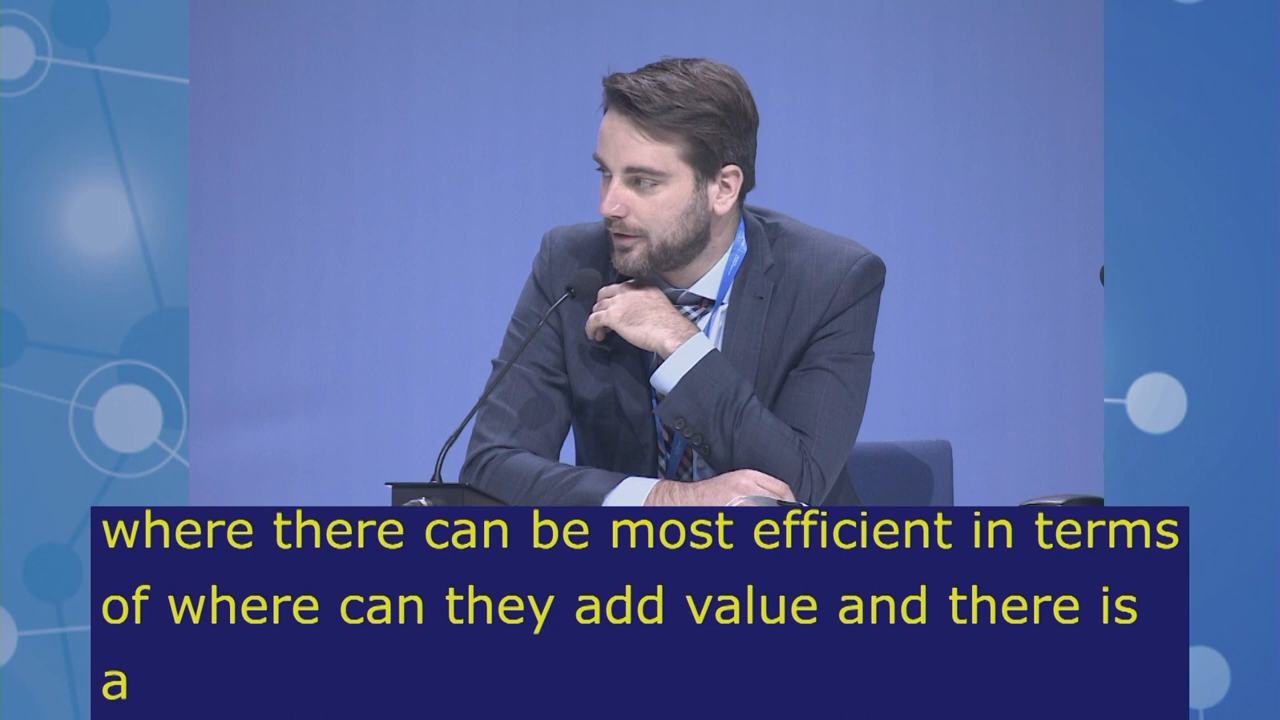 where there can be most efficient in terms
of where can they add value and there is
a